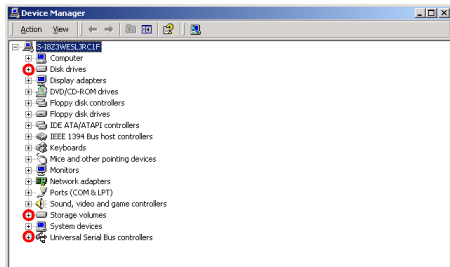 Device Manager
Action View
S-I8Z3WESLJRC1F
Computer
Disk drives
Display adapters
DVD/CD-ROM drives
Floppy disk controllers
Floppy disk drives
IDE ATA/ATAPI controllers
IEEE 1394 Bus host controllers
Keyboards
Mice and other pointing devices
Monitors
Network adapters
Ports (COM & LPT)
Sound, video and game controllers
Storage volumes
System devices
Universal Serial Bus controllers